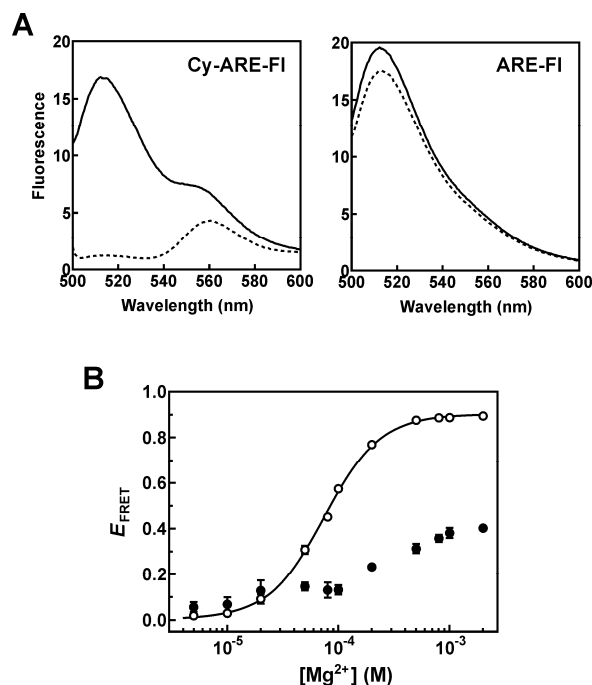 A
Cy-ARE-Fl
ARE-Fl
20
15
10
5
0
Fluorescence
500 520 540 560 580 600
Wavelength (nm)
20
15
10
5
0
500 520 540 560 580 600
Wavelength (nm)
B
1.0
0.8
0.6
0.4
0.2
0.0
EFRET
10-5 10-4 10-3
[Mg2+] (M)